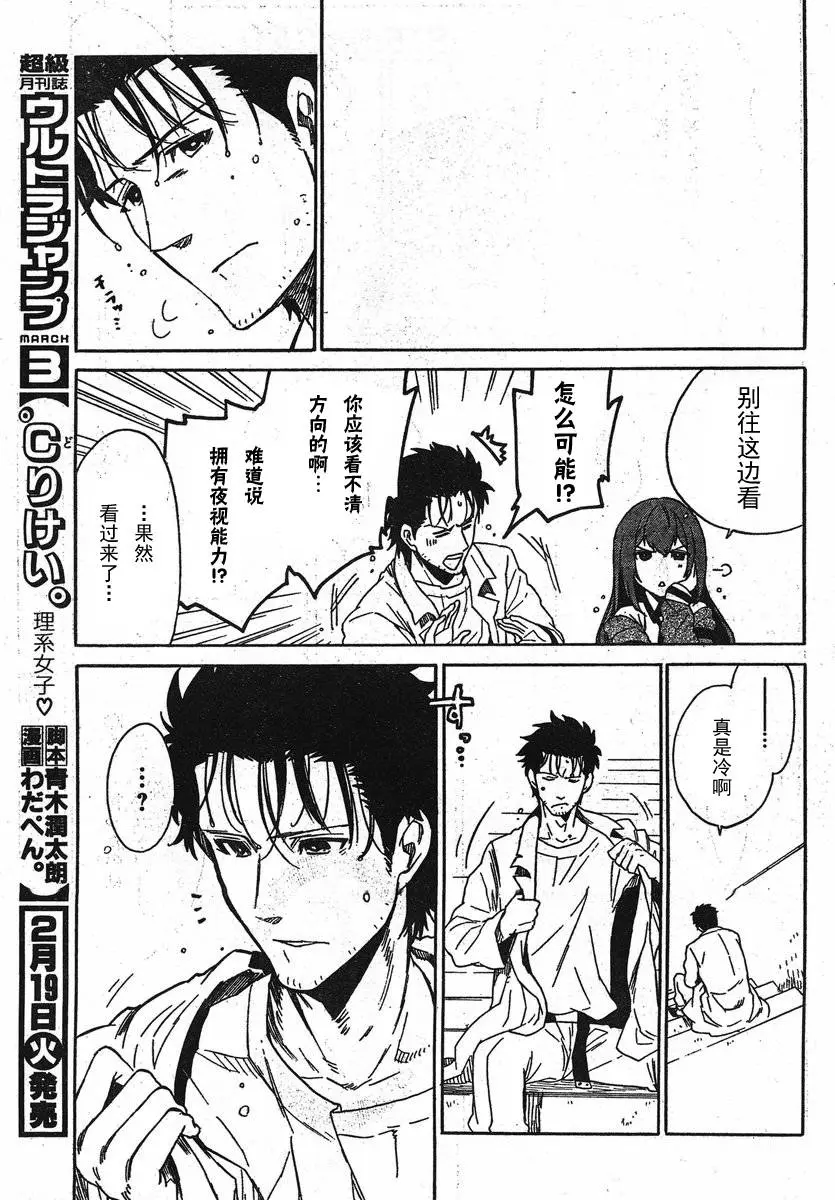 別往这边看
怎么可能!?
你应该看不清
方向的啊…
难道说
拥有夜视能力!?
…果然
看过来了…
……
真是冷啊
す…
…?
超級
月刊誌
ウルトラジャンプ
MARCH
3
Cりけい。
ど
理系女子♡
脚本青木潤太朗
漫画わだぺん。
2月19日火発売